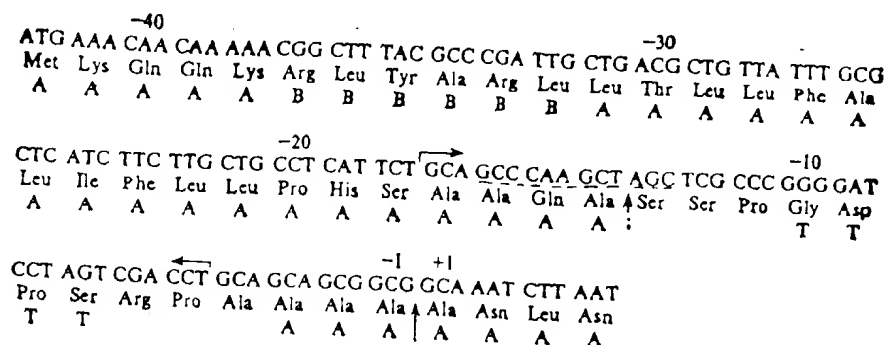 -40 -30
ATG AAA CAA CAA AAA CGG CTT TAC GCC CGA TTG CTG ACG CTG TTA TTT GCG
Met Lys Gln Gln Lys Arg Leu Tyr Ala Arg Leu Leu Thr Leu Leu Phe Ala
A A A A A B B B B B B A A A A A A
-20 -10
CTC ATC TTC TTG CTG CCT CAT TCT GCA GCC CAA GCT AGC TCG CCC GGG GAT
Leu Ile Phe Leu Leu Pro His Ser Ala Ala Gln Ala Ser Ser Pro Gly Asp
A A A A A A A A A A A A T T
-1 +1
CCT AGT CGA CCT GCA GCA GCG GCG GCA AAT CTT AAT
Pro Ser Arg Pro Ala Ala Ala Ala Ala Asn Leu Asn
T T A A A A A A A